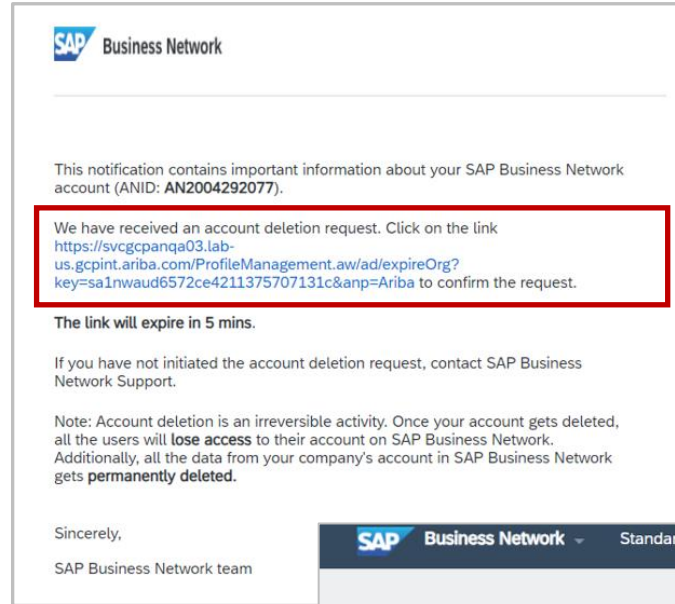 SAP Business Network
This notification contains important information about your SAP Business Network
account (ANID: AN2004292077).
We have received an account deletion request. Click on the link
https://svcgcpanqa03.lab-
us.gcpint.ariba.com/ProfileManagement.aw/ad/expireOrg?
key=sa1nwaud6572ce4211375707131c&anp=Ariba to confirm the request.
The link will expire in 5 mins.
If you have not initiated the account deletion request, contact SAP Business
Network Support.
Note: Account deletion is an irreversible activity. Once your account gets deleted,
all the users will lose access to their account on SAP Business Network.
Additionally, all the data from your company's account in SAP Business Network
gets permanently deleted.
Sincerely,
SAP Business Network team
SAP Business Network Standar